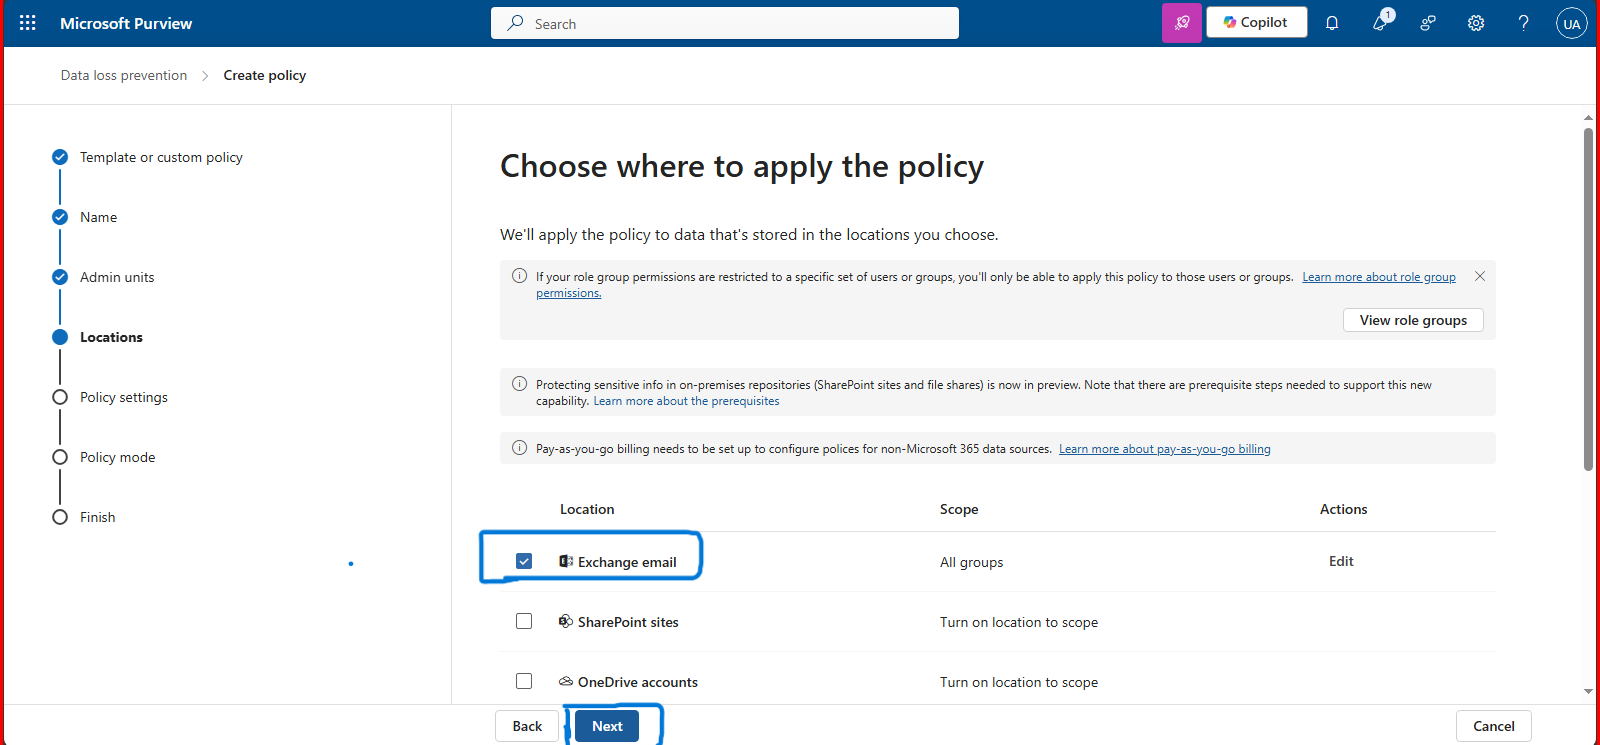 Microsoft Purview
Search
Copilot
1
UA
Data loss prevention > Create policy
Template or custom policy
Name
Admin units
Locations
Policy settings
Policy mode
Finish
Choose where to apply the policy
We'll apply the policy to data that's stored in the locations you choose.
If your role group permissions are restricted to a specific set of users or groups, you'll only be able to apply this policy to those users or groups. Learn more about role group
permissions.
View role groups
Protecting sensitive info in on-premises repositories (SharePoint sites and file shares) is now in preview. Note that there are prerequisite steps needed to support this new
capability. Learn more about the prerequisites
Pay-as-you-go billing needs to be set up to configure polices for non-Microsoft 365 data sources. Learn more about pay-as-you-go billing
Location Scope Actions
Exchange email All groups Edit
SharePoint sites Turn on location to scope
OneDrive accounts Turn on location to scope
Back Next Cancel